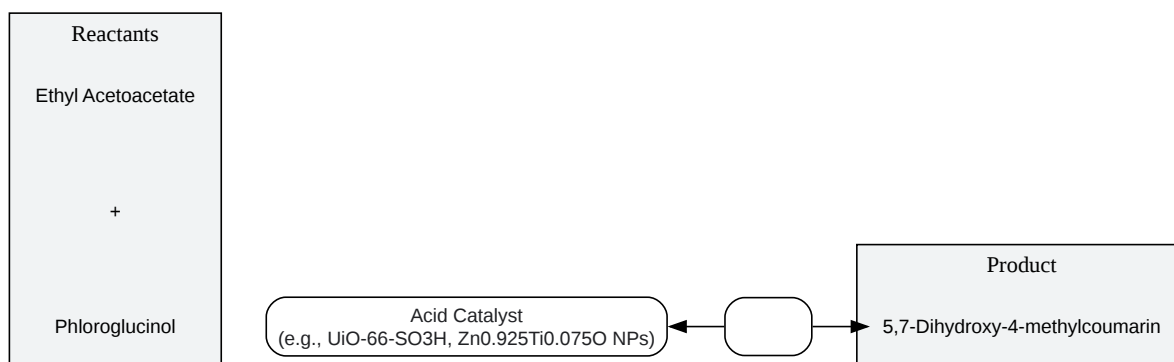 Reactants
Ethyl Acetoacetate
+
Phloroglucinol
Acid Catalyst
(e.g., UiO-66-SO3H, Zn0.925Ti0.075O NPs)
Product
5,7-Dihydroxy-4-methylcoumarin